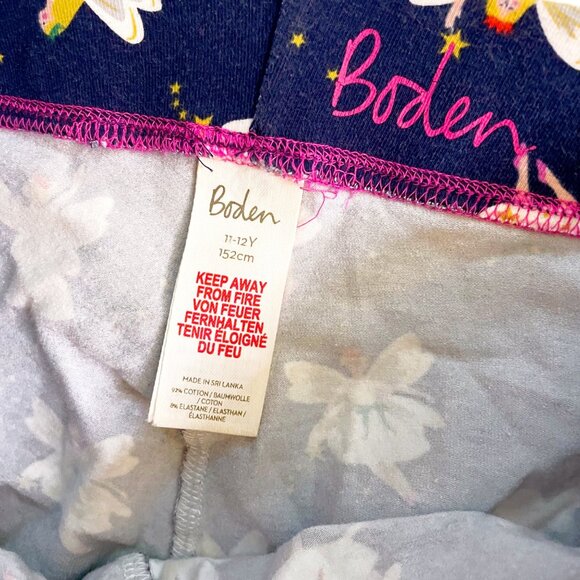 Boden
Boden
11-12Y
152cm
KEEP AWAY
FROM FIRE
VON FEUER
FERNHALTEN
TENIR ÉLOIGNÉ
DU FEU
MADE IN SRI LANKA
92% COTTON / BAUMWOLLE
/ COTON
8% ELASTANE / ELASTHAN /
ÉLASTHANNE